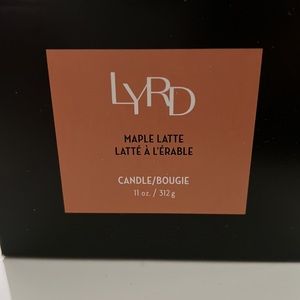 LYRD
MAPLE LATTE
LATTÉ À L'ÉRABLE
CANDLE/BOUGIE
11 oz. / 312 g